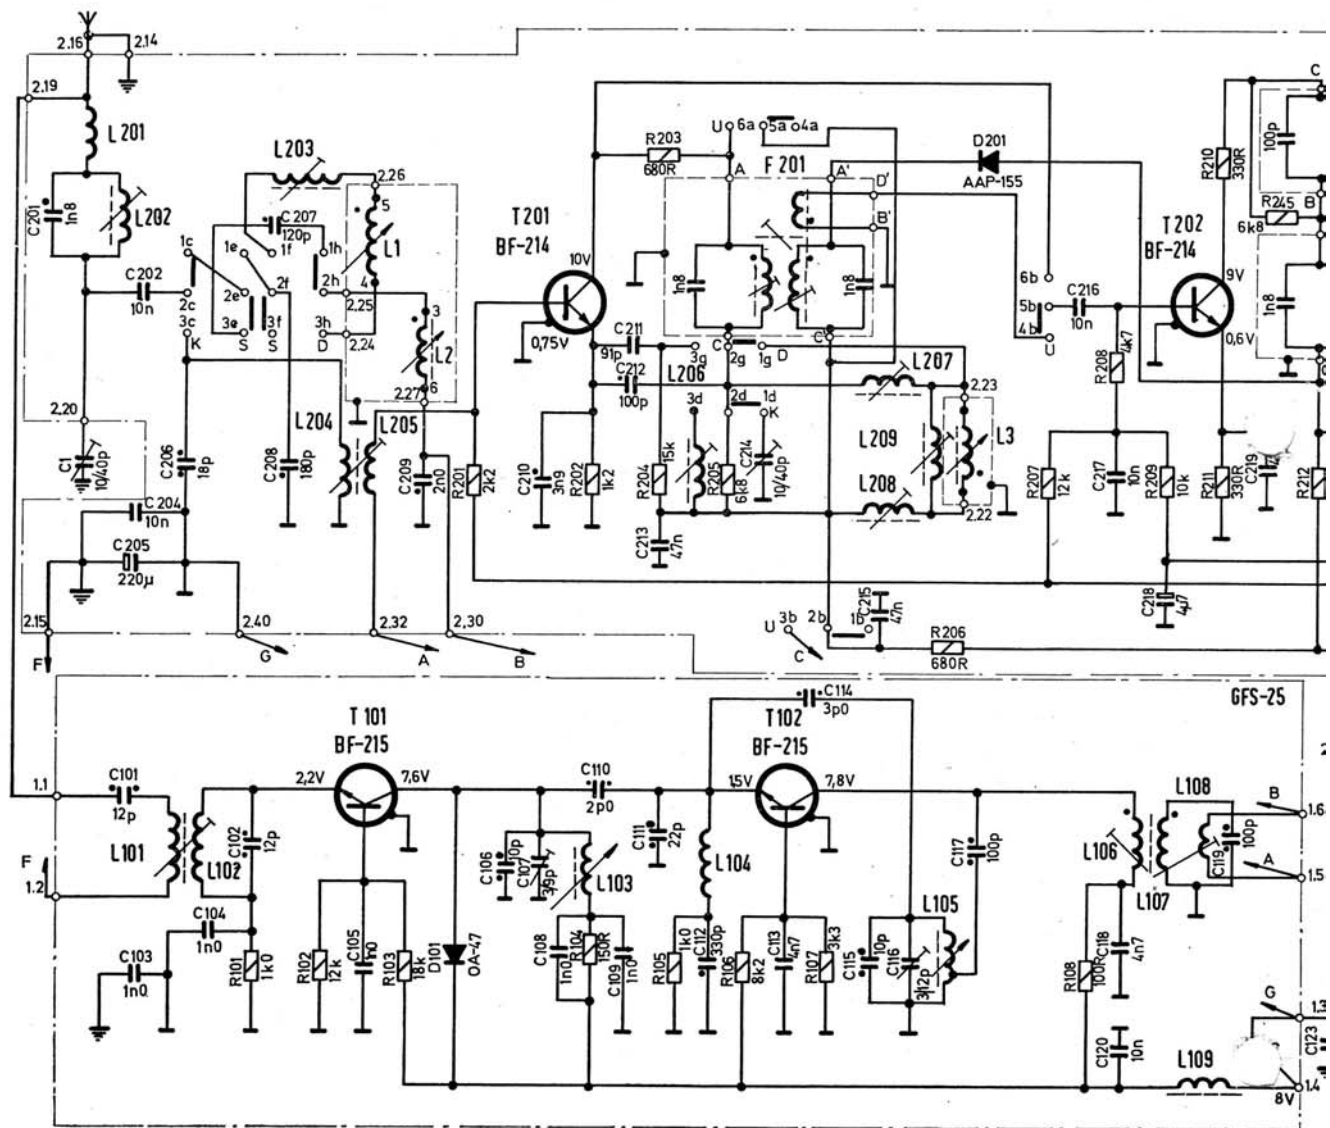 2.16
2.14
2.19
L201
C201
1n8
L202
L203
C207
120p
2.26
5
L1
4
1c
1e
1f
1h
C202
10n
2c
2e
2f
2h
2.25
3c
3e
3f
3h
K
S
S
D
2.24
3
L2
6
2.27
2.20
C1
10/40p
C206
18p
C208
180p
L204
L205
C209
2n0
R201
2k2
C204
10n
C205
220µ
2.15
F
2.40
G
2.32
A
2.30
B
T201
BF-214
10V
0,75V
R203
680R
U
6a
5a
4a
F201
A
A'
D201
AAP-155
D'
B'
1n8
1n8
C
C'
C211
91p
C212
100p
3g
2g
1g
D
L206
L207
3d
2d
1d
K
2.23
C210
3n9
R202
1k2
R204
15k
R205
6k8
C214
10/40p
L209
L208
L3
2.22
C213
47n
U
3b
2b
1b
C
C215
47n
R206
680R
6b
5b
4b
U
C216
10n
T202
BF-214
9V
0,6V
R208
4k7
R207
12k
C217
10n
R209
10k
R211
330R
C219
R212
C218
4µ7
R210
330R
R245
6k8
C
100p
B
1n8
GFS-25
1.1
C101
12p
L101
L102
F
1.2
C102
12p
C104
1n0
C103
1n0
R101
1k0
T101
BF-215
2,2V
7,6V
R102
12k
C105
1n0
R103
18k
D101
OA-47
C110
2p0
C106
10p
C107
3/9p
L103
C108
1n0
R104
150R
C109
1n0
C111
22p
L104
R105
1k0
C112
330p
T102
BF-215
1,5V
7,8V
C114
3p0
R106
8k2
C113
4n7
R107
3k3
C115
10p
C116
3/12p
L105
C117
100p
L106
L107
L108
C119
100p
B
A
1.6
1.5
R108
100R
C118
4n7
C120
10n
L109
G
1.3
C123
8V
1.4